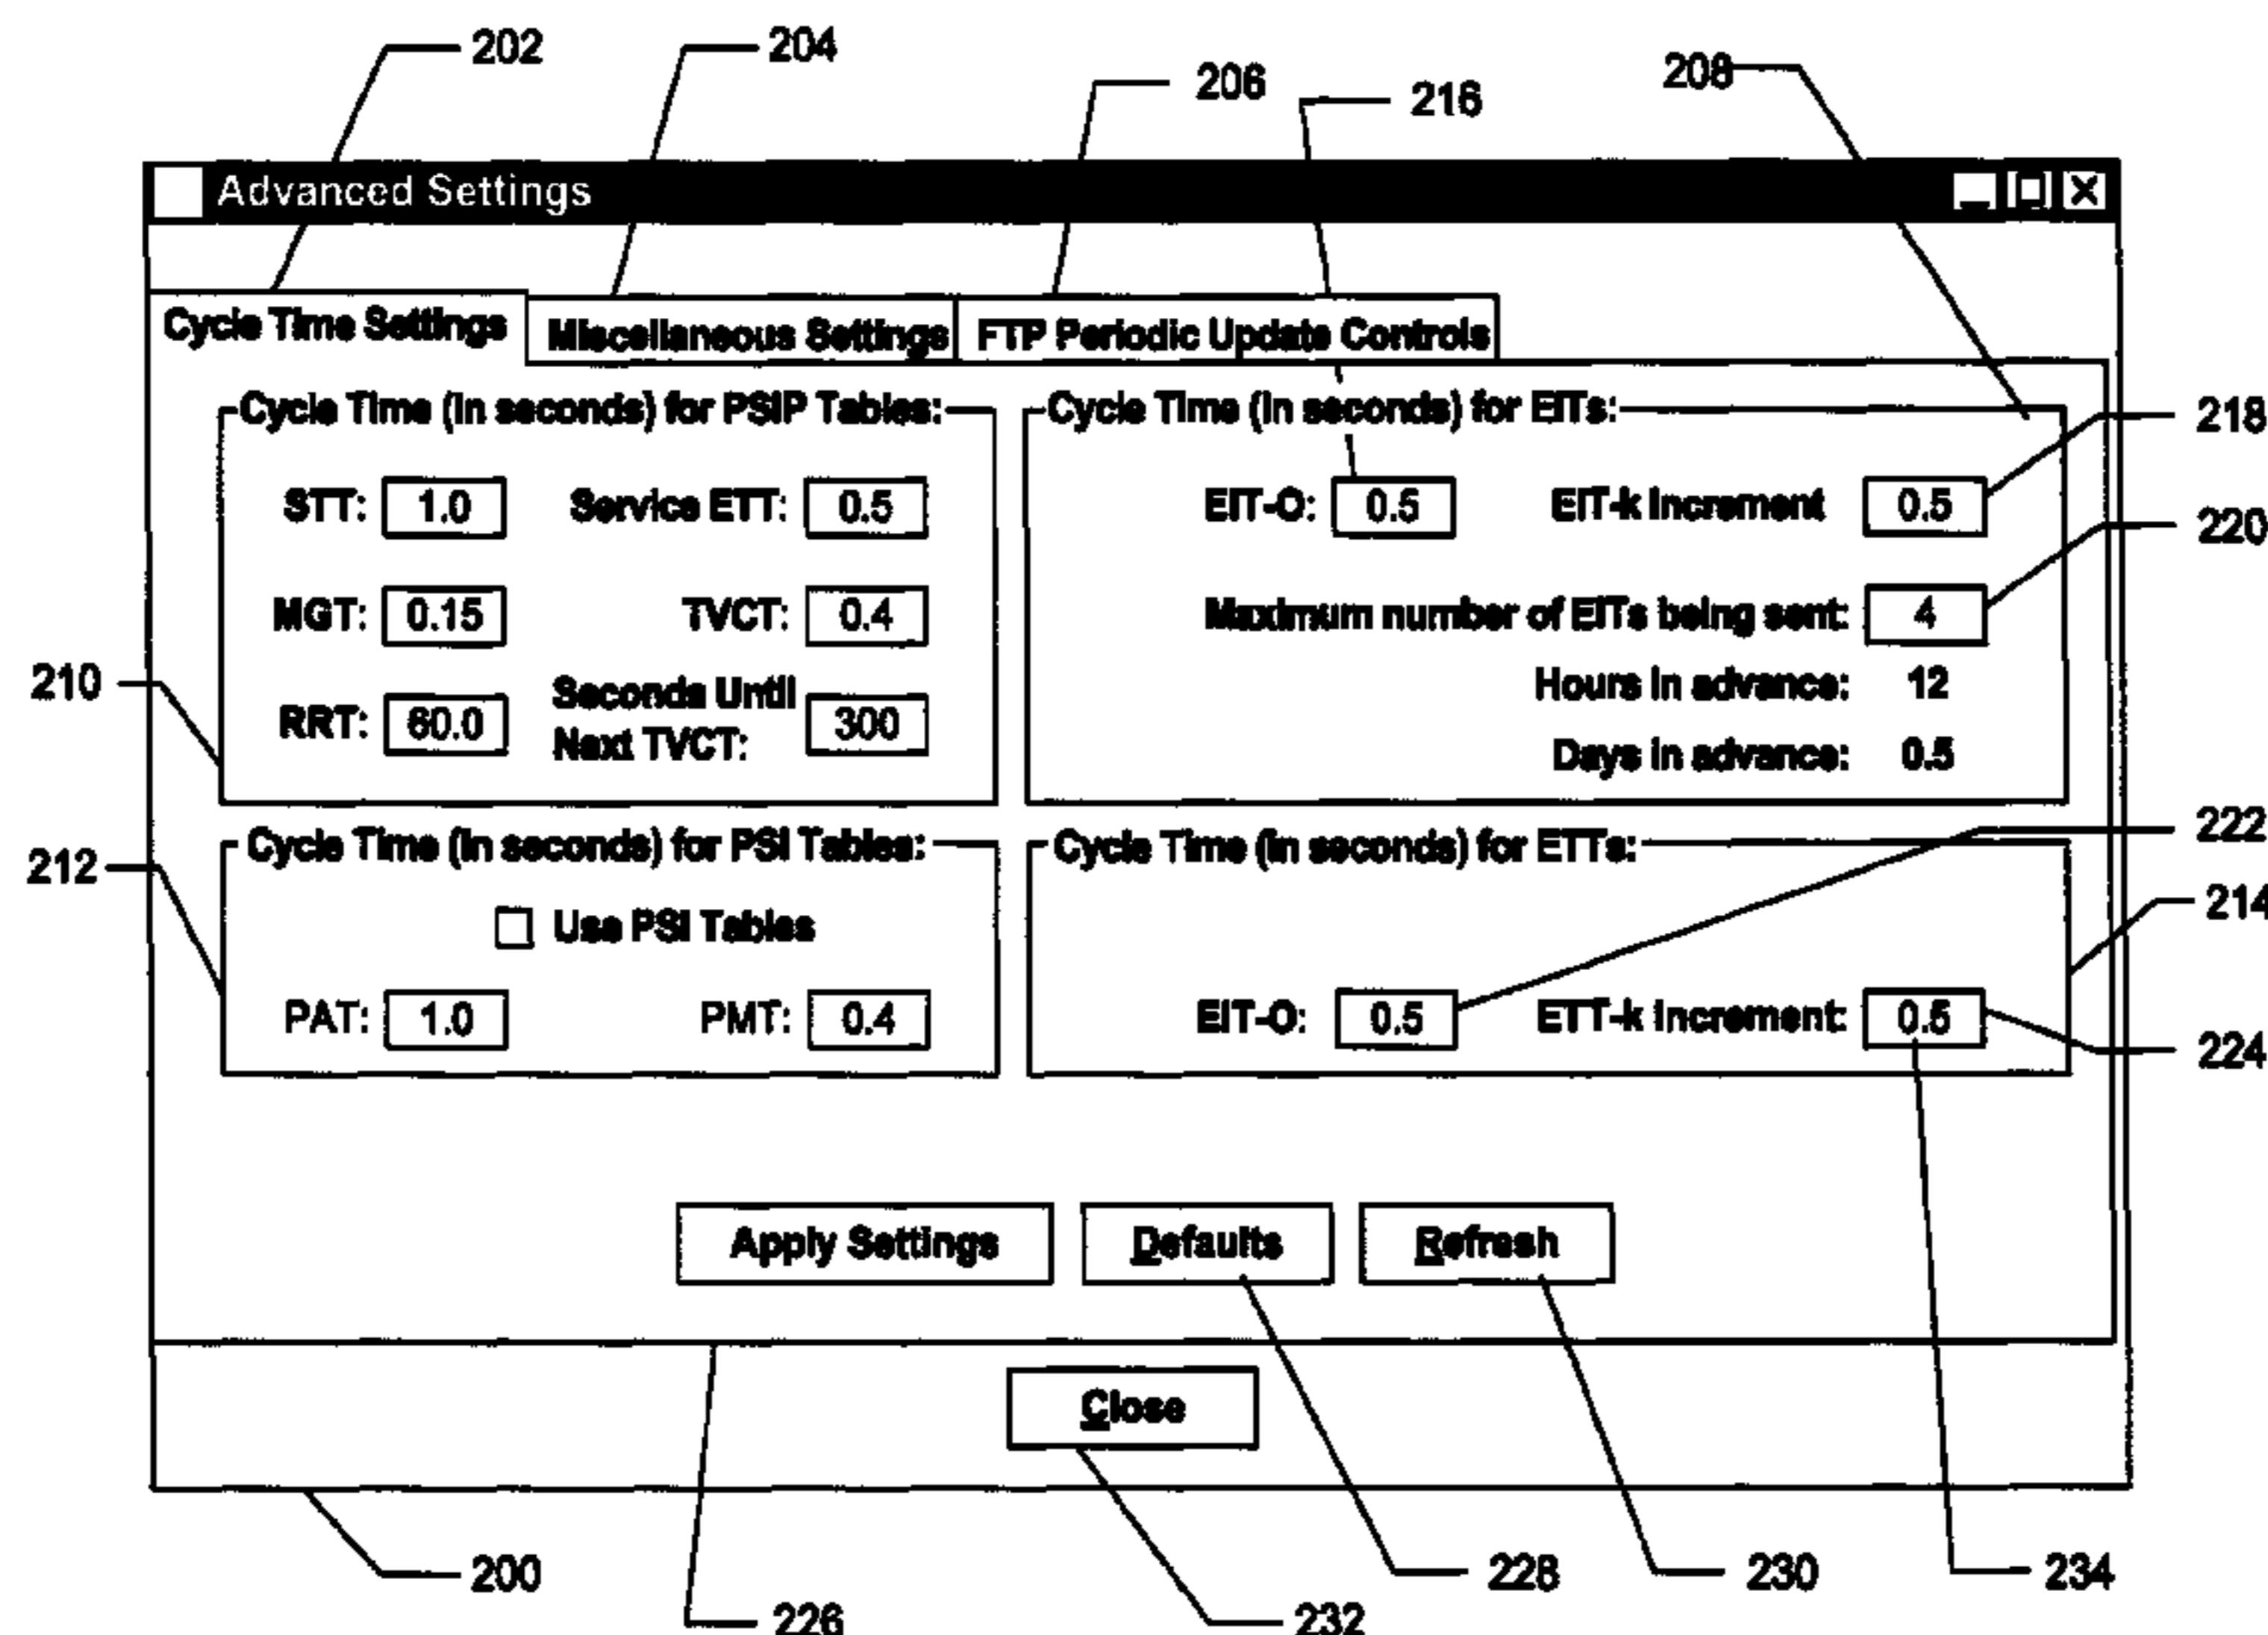 202 204
206 216 208
Advanced Settings
Cycle Time Settings Miscellaneous Settings FTP Periodic Update Controls
Cycle Time (in seconds) for PSIP Tables:
STT: 1.0 Service ETT: 0.5
MGT: 0.15 TVCT: 0.4
RRT: 60.0 Seconds Until
Next TVCT: 300
Cycle Time (in seconds) for EITs:
EIT-O: 0.5 EIT-k Increment 0.5
Maximum number of EITs being sent: 4
Hours in advance: 12
Days in advance: 0.5
218
220
210
Cycle Time (in seconds) for PSI Tables:
Use PSI Tables
PAT: 1.0 PMT: 0.4
Cycle Time (in seconds) for ETTs:
EIT-O: 0.5 ETT-k Increment: 0.5
222
212
214
224
Apply Settings Defaults Refresh
Close
200 228 230 234
226 232